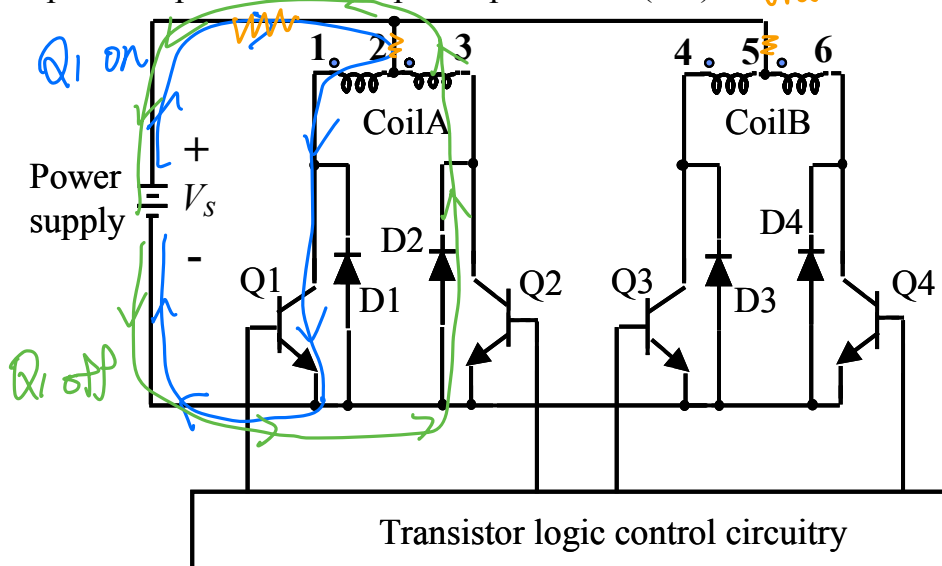 Q1 on
1 2 3
4 5 6
CoilA
CoilB
+
Power
supply
Vs
-
D2
D4
Q1
D1
Q2
Q3
D3
Q4
Q1 off
Transistor logic control circuitry